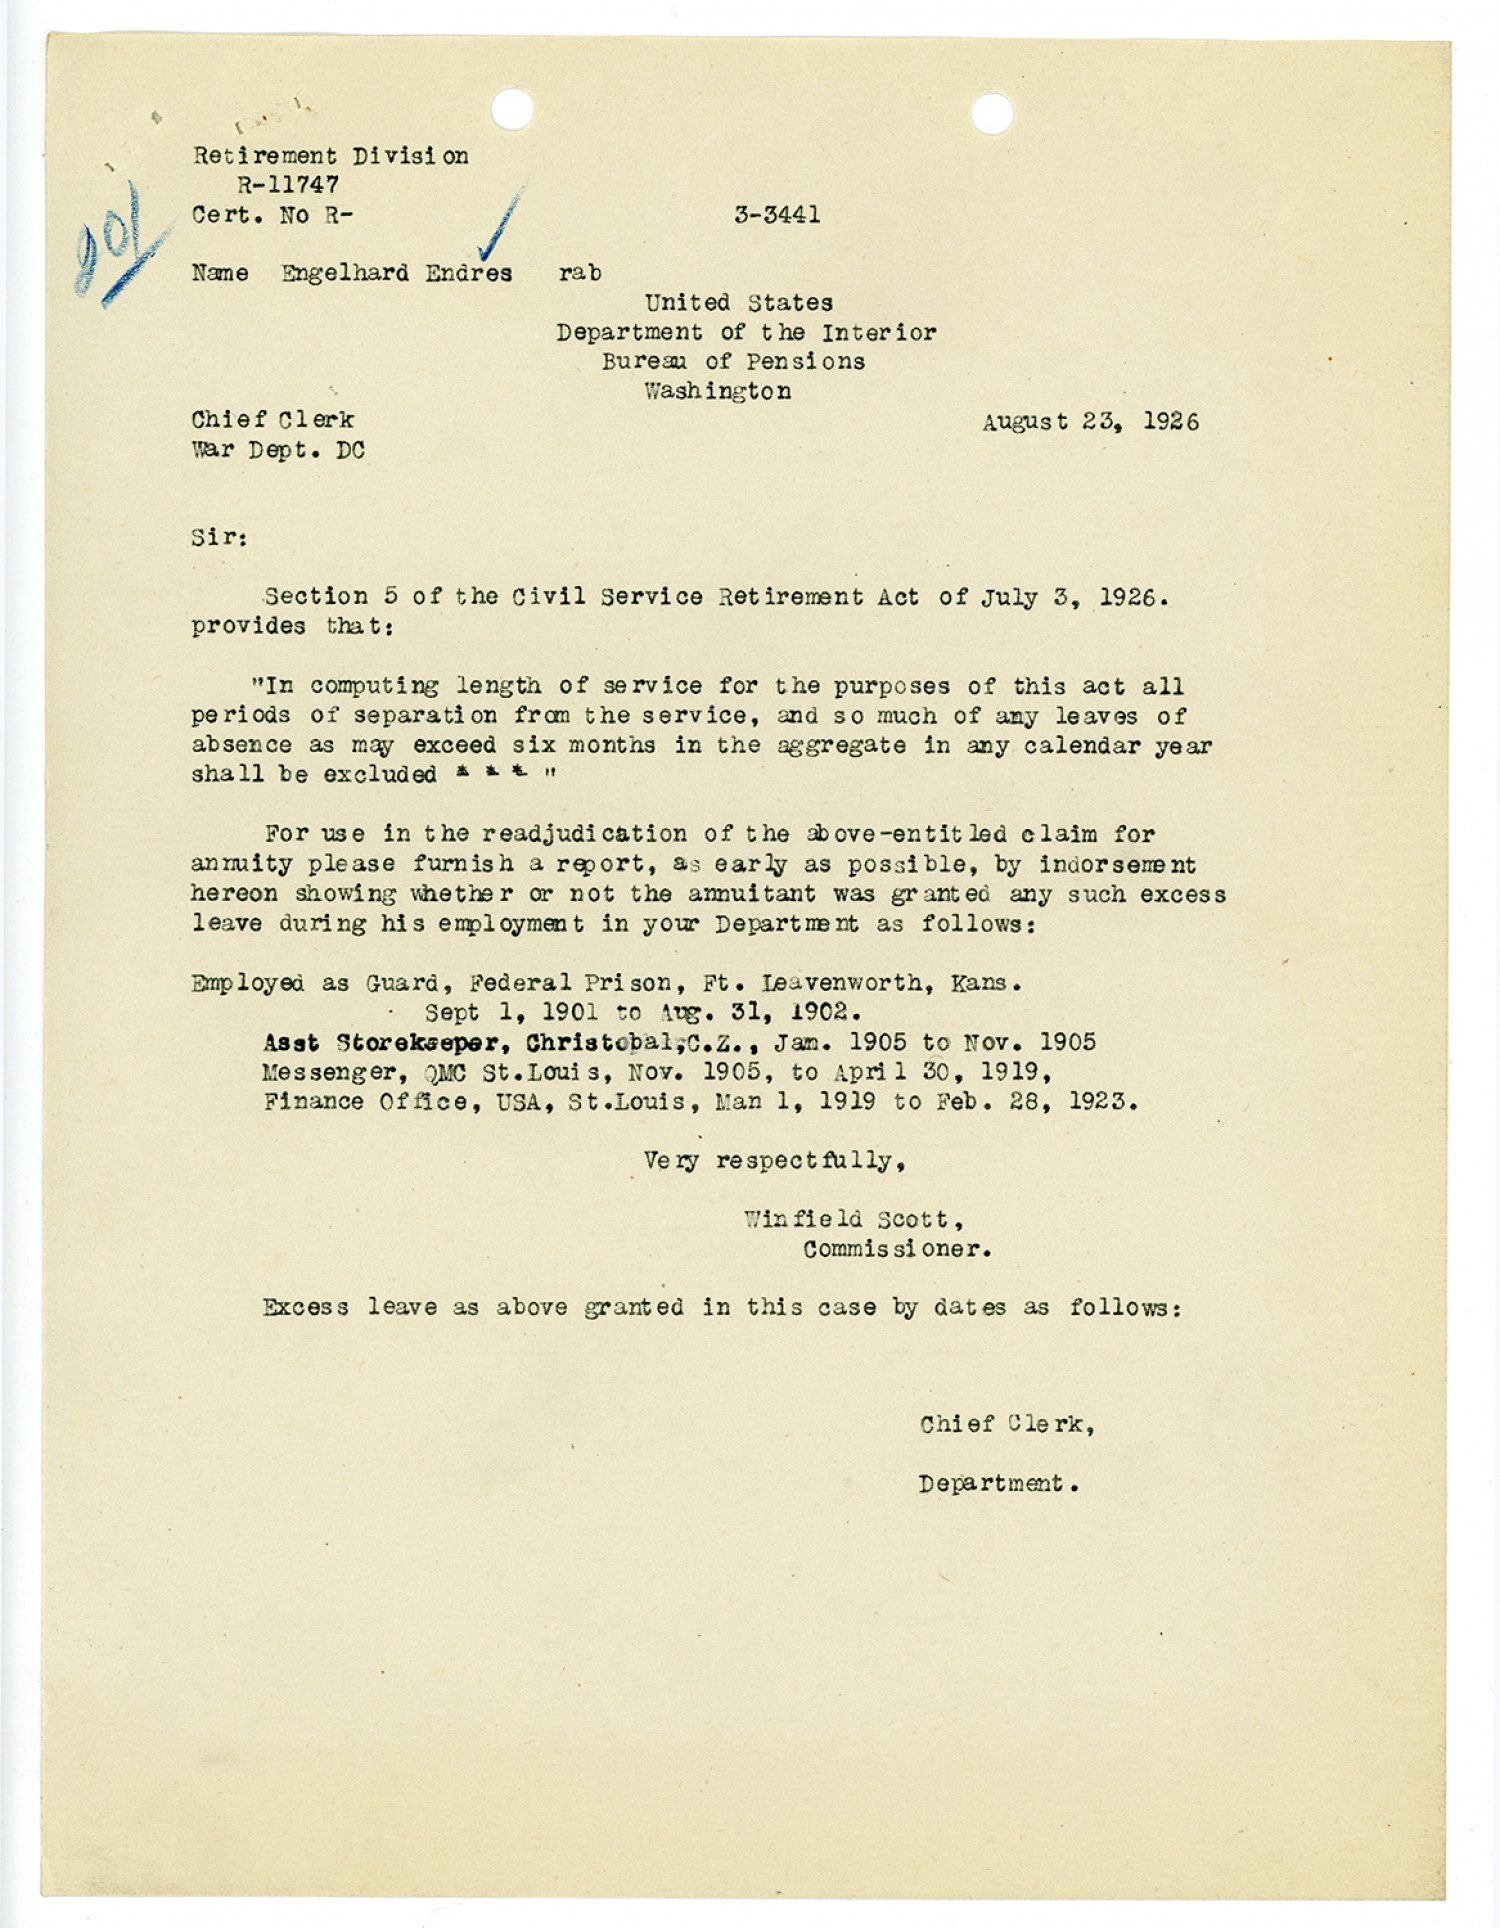 Retirement Division
R-11747
Cert. No R- 3-3441
201
Name Engelhard Endres rab
United States
Department of the Interior
Bureau of Pensions
Washington
Chief Clerk August 23, 1926
War Dept. DC
Sir:
Section 5 of the Civil Service Retirement Act of July 3, 1926.
provides that:
"In computing length of service for the purposes of this act all
periods of separation from the service, and so much of any leaves of
absence as may exceed six months in the aggregate in any calendar year
shall be excluded * * * "
For use in the readjudication of the above-entitled claim for
annuity please furnish a report, as early as possible, by indorsement
hereon showing whether or not the annuitant was granted any such excess
leave during his employment in your Department as follows:
Employed as Guard, Federal Prison, Ft. Leavenworth, Kans.
Sept 1, 1901 to Aug. 31, 1902.
Asst Storekeeper, Christobal,C.Z., Jan. 1905 to Nov. 1905
Messenger, QMC St.Louis, Nov. 1905, to April 30, 1919,
Finance Office, USA, St.Louis, Man 1, 1919 to Feb. 28, 1923.
Very respectfully,
Winfield Scott,
Commissioner.
Excess leave as above granted in this case by dates as follows:
Chief Clerk,
Department.